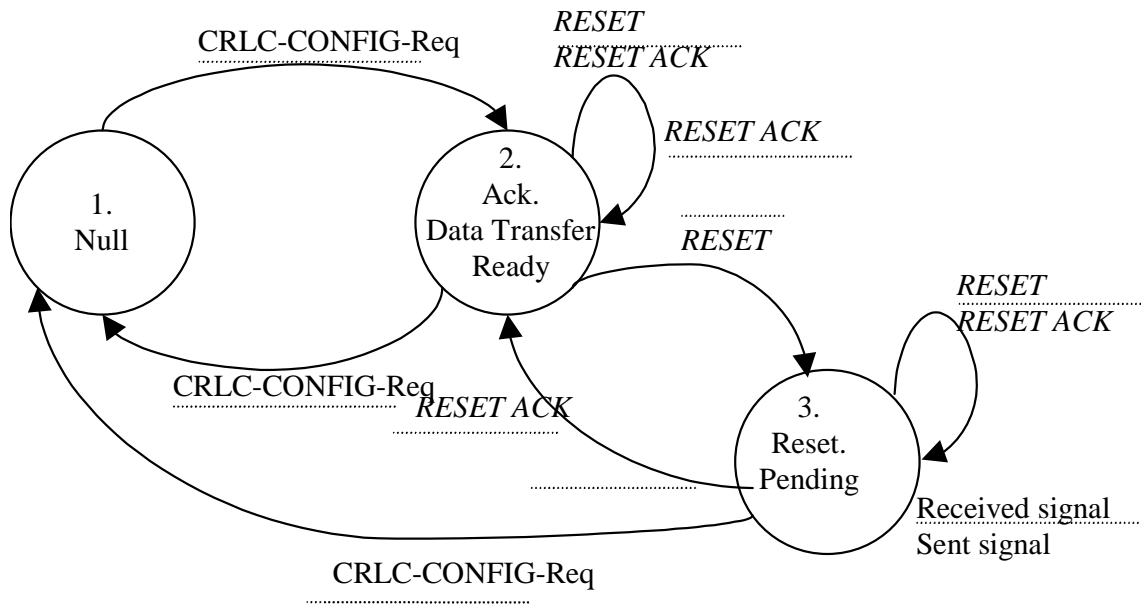 RESET
CRLC-CONFIG-Req
RESET ACK
RESET ACK
2.
Ack.
Data Transfer
Ready
1.
Null
RESET
RESET
RESET ACK
CRLC-CONFIG-Req
RESET ACK
3.
Reset.
Pending
Received signal
Sent signal
CRLC-CONFIG-Req